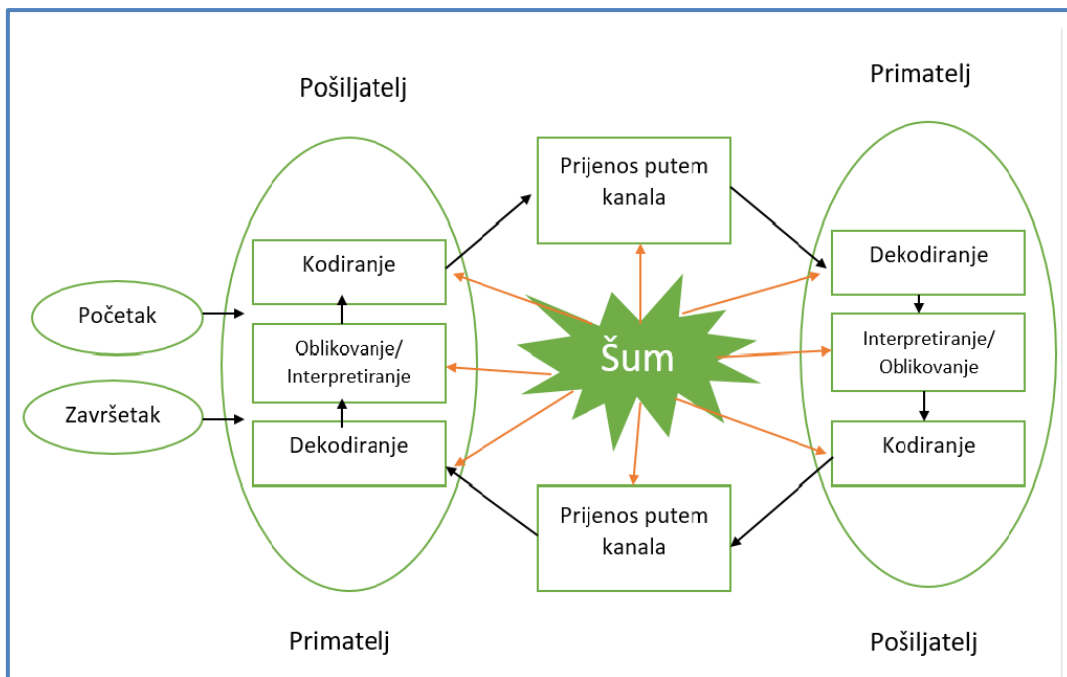 Pošiljatelj
Primatelj
Prijenos putem
kanala
Kodiranje
Dekodiranje
Početak
Oblikovanje/
Interpretiranje
Šum
Interpretiranje/
Oblikovanje
Završetak
Dekodiranje
Kodiranje
Prijenos putem
kanala
Primatelj
Pošiljatelj